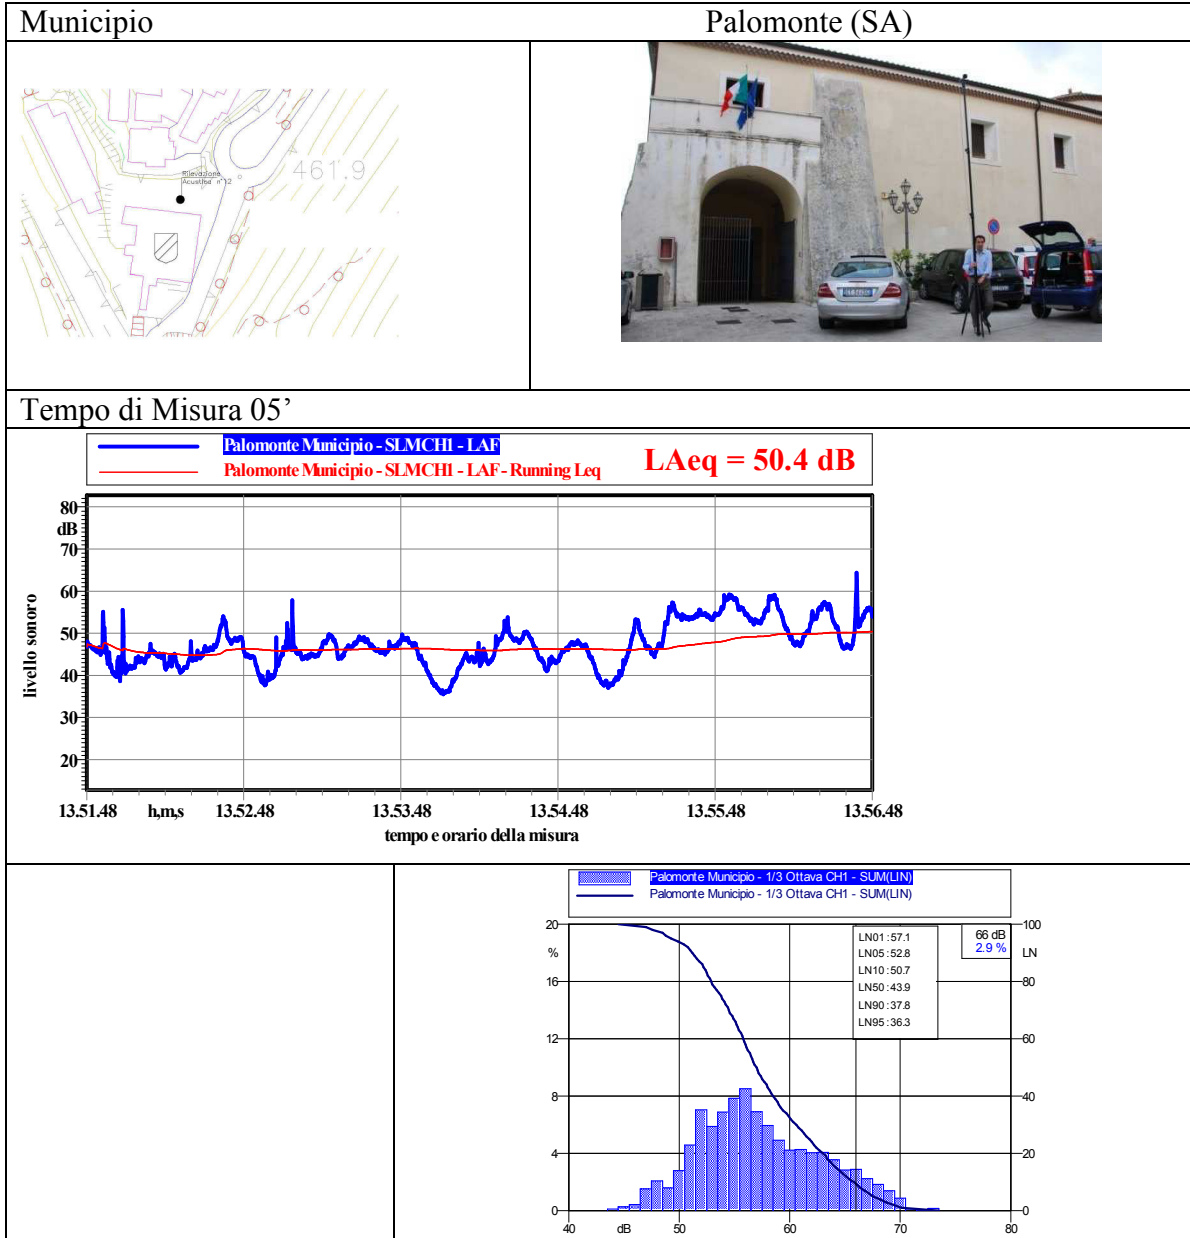 Municipio
Palomonte (SA)
Rilevazione
Acustica n°12
461.9
Tempo di Misura 05’
Palomonte Municipio - SLMCH1 - LAF
Palomonte Municipio - SLMCH1 - LAF - Running Leq
LAeq = 50.4 dB
80
dB
70
60
50
40
30
20
livello sonoro
13.51.48
h,m,s
13.52.48
13.53.48
13.54.48
13.55.48
13.56.48
tempo e orario della misura
Palomonte Municipio - 1/3 Ottava CH1 - SUM(LIN)
Palomonte Municipio - 1/3 Ottava CH1 - SUM(LIN)
20
%
16
12
8
4
0
LN01 : 57.1
LN05 : 52.8
LN10 : 50.7
LN50 : 43.9
LN90 : 37.8
LN95 : 36.3
66 dB
2.9 %
100
LN
80
60
40
20
0
40
dB
50
60
70
80